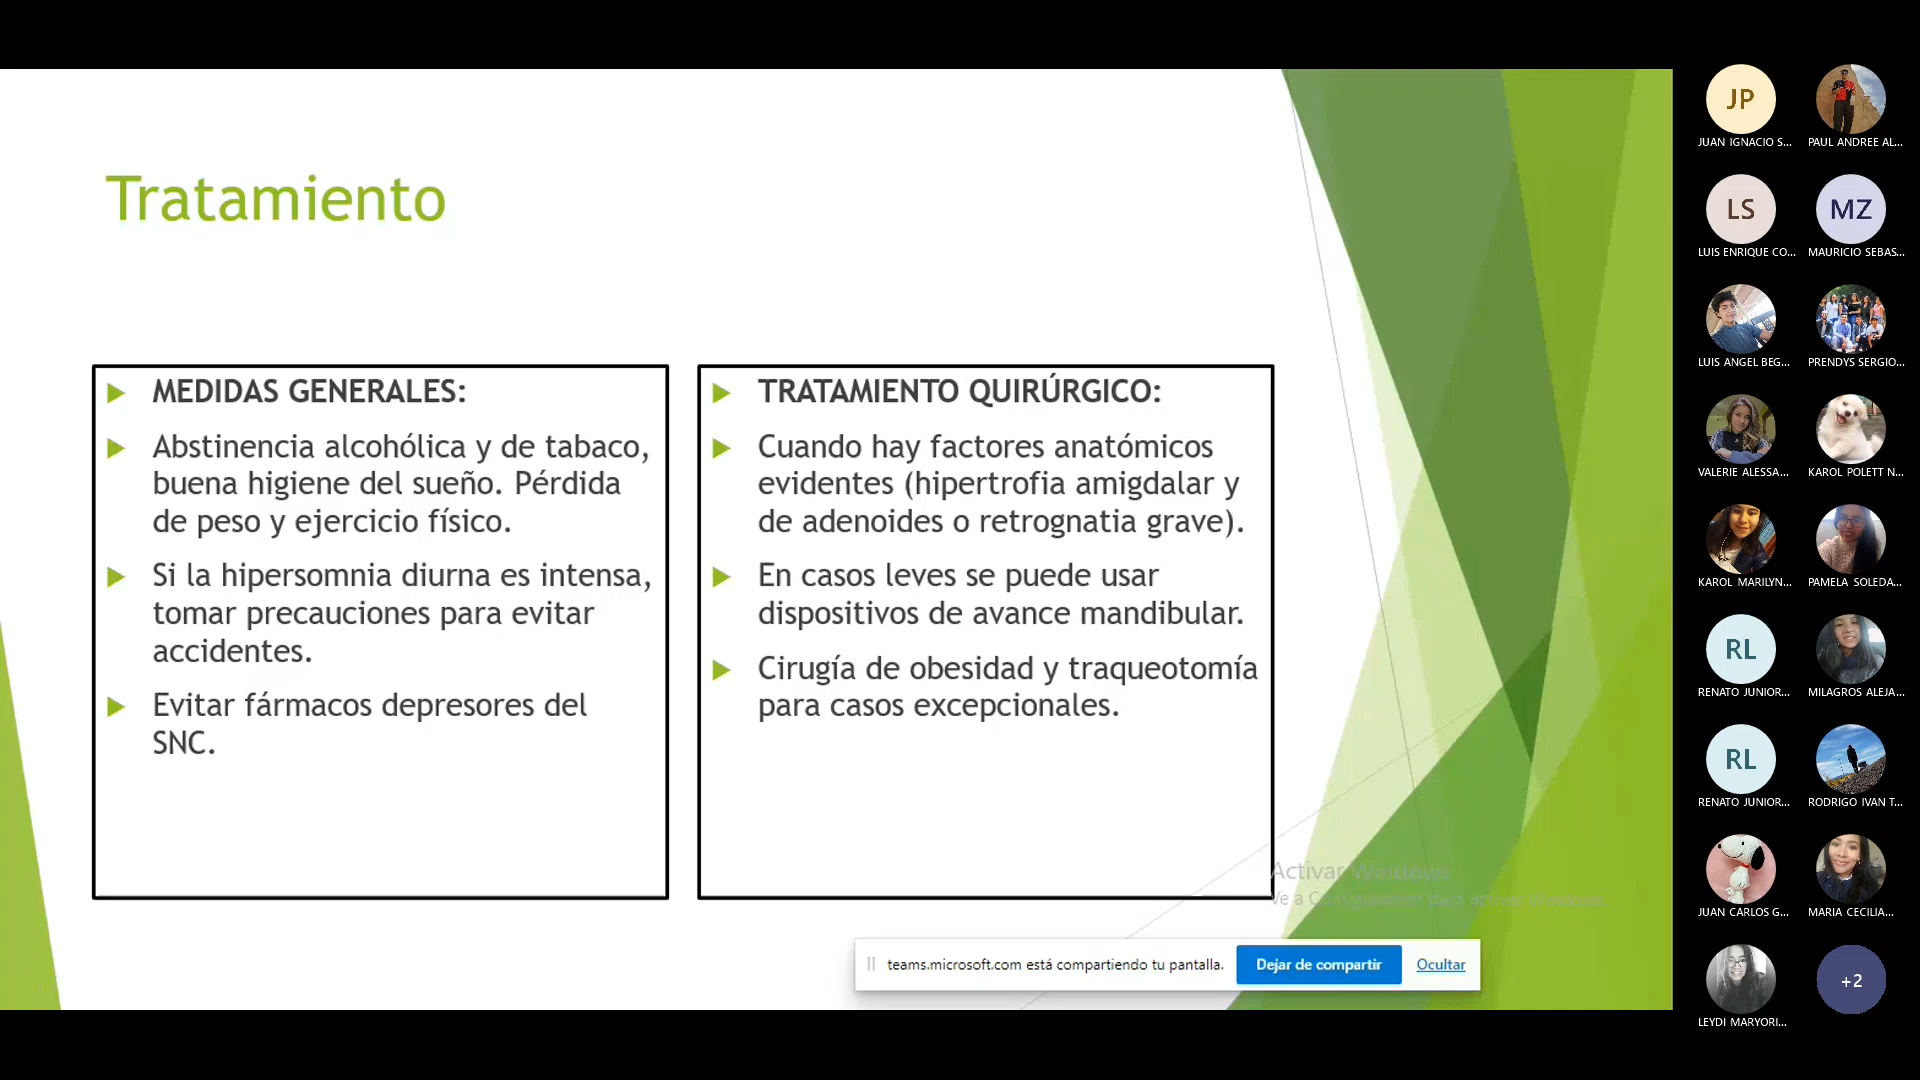 Tratamiento
MEDIDAS GENERALES:
Abstinencia alcohólica y de tabaco,
buena higiene del sueño. Pérdida
de peso y ejercicio físico.
Si la hipersomnia diurna es intensa,
tomar precauciones para evitar
accidentes.
Evitar fármacos depresores del
SNC.
TRATAMIENTO QUIRÚRGICO:
Cuando hay factores anatómicos
evidentes (hipertrofia amigdalar y
de adenoides o retrognatia grave).
En casos leves se puede usar
dispositivos de avance mandibular.
Cirugía de obesidad y traqueotomía
para casos excepcionales.
Activar Windows
Ve a Configuración para activar Windows.
teams.microsoft.com está compartiendo tu pantalla.
Dejar de compartir
Ocultar
JP
JUAN IGNACIO S...
PAUL ANDREE AL...
LS
MZ
LUIS ENRIQUE CO...
MAURICIO SEBAS...
LUIS ANGEL BEG...
PRENDYS SERGIO...
VALERIE ALESSA...
KAROL POLETT N...
KAROL MARILYN...
PAMELA SOLEDA...
RL
RENATO JUNIOR...
MILAGROS ALEJA...
RL
RENATO JUNIOR...
RODRIGO IVAN T...
JUAN CARLOS G...
MARIA CECILIA...
LEYDI MARYORI...
+2